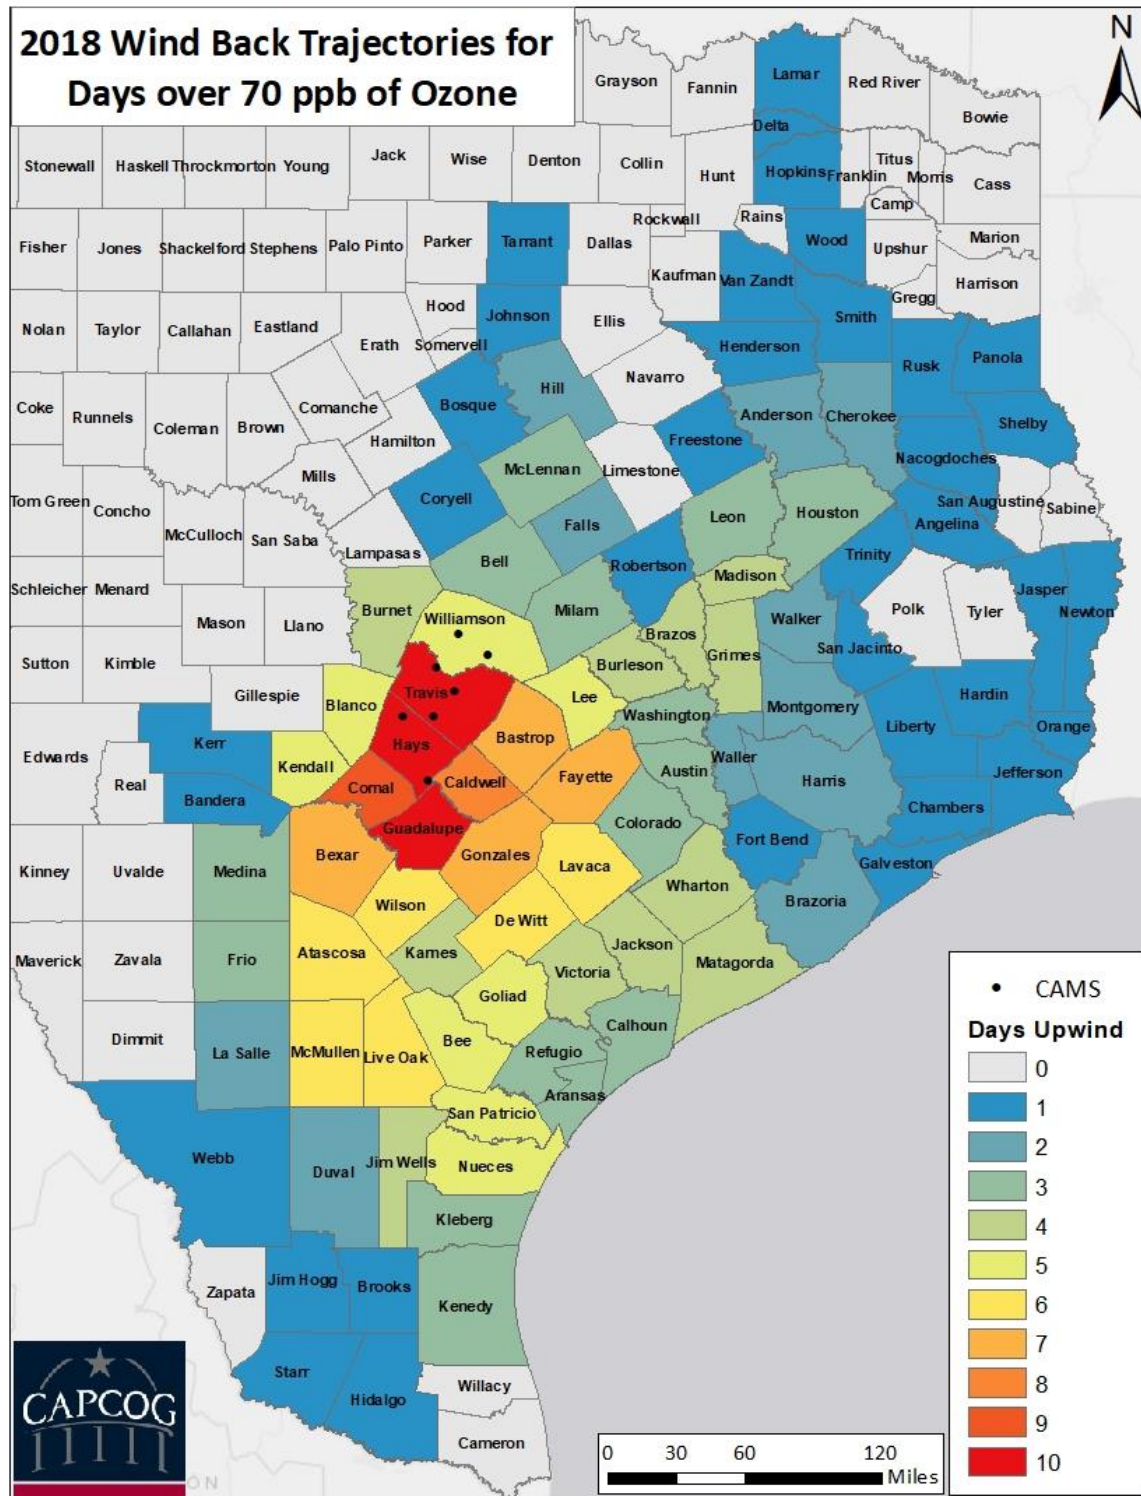 2018 Wind Back Trajectories for
Days over 70 ppb of Ozone
N
Grayson
Fannin
Lamar
Red River
Bowie
Delta
Stonewall
Haskell
Throckmorton
Young
Jack
Wise
Denton
Collin
Hunt
Hopkins
Franklin
Titus
Morris
Cass
Camp
Rockwall
Rains
Fisher
Jones
Shackelford
Stephens
Palo Pinto
Parker
Tarrant
Dallas
Wood
Upshur
Marion
Kaufman
Van Zandt
Gregg
Harrison
Nolan
Taylor
Callahan
Eastland
Hood
Johnson
Ellis
Smith
Erath
Somervell
Henderson
Rusk
Panola
Navarro
Hill
Coke
Runnels
Coleman
Brown
Comanche
Bosque
Anderson
Cherokee
Shelby
Hamilton
Freestone
Nacogdoches
Mills
McLennan
Limestone
Tom Green
Concho
Coryell
San Augustine
Sabine
McCulloch
San Saba
Falls
Leon
Houston
Angelina
Lampasas
Bell
Robertson
Trinity
Schleicher
Menard
Madison
Jasper
Newton
Burnet
Milam
Polk
Tyler
Mason
Llano
Williamson
Brazos
Walker
Sutton
Kimble
Burleson
Grimes
San Jacinto
Gillespie
Blanco
Travis
Lee
Hardin
Washington
Montgomery
Liberty
Orange
Edwards
Kerr
Hays
Bastrop
Real
Kendall
Waller
Jefferson
Bandera
Comal
Caldwell
Fayette
Austin
Harris
Chambers
Guadalupe
Colorado
Fort Bend
Kinney
Uvalde
Medina
Bexar
Gonzales
Lavaca
Galveston
Wharton
Wilson
Brazoria
De Witt
Maverick
Zavala
Frio
Atascosa
Karnes
Jackson
Matagorda
Victoria
Goliad
Dimmit
La Salle
McMullen
Live Oak
Bee
Calhoun
Refugio
Aransas
San Patricio
Webb
Duval
Jim Wells
Nueces
Kleberg
Zapata
Jim Hogg
Brooks
Kenedy
Starr
Hidalgo
Willacy
Cameron
CAMS
Days Upwind
0
1
2
3
4
5
6
7
8
9
10
CAPCOG
ON
0 30 60 120
Miles